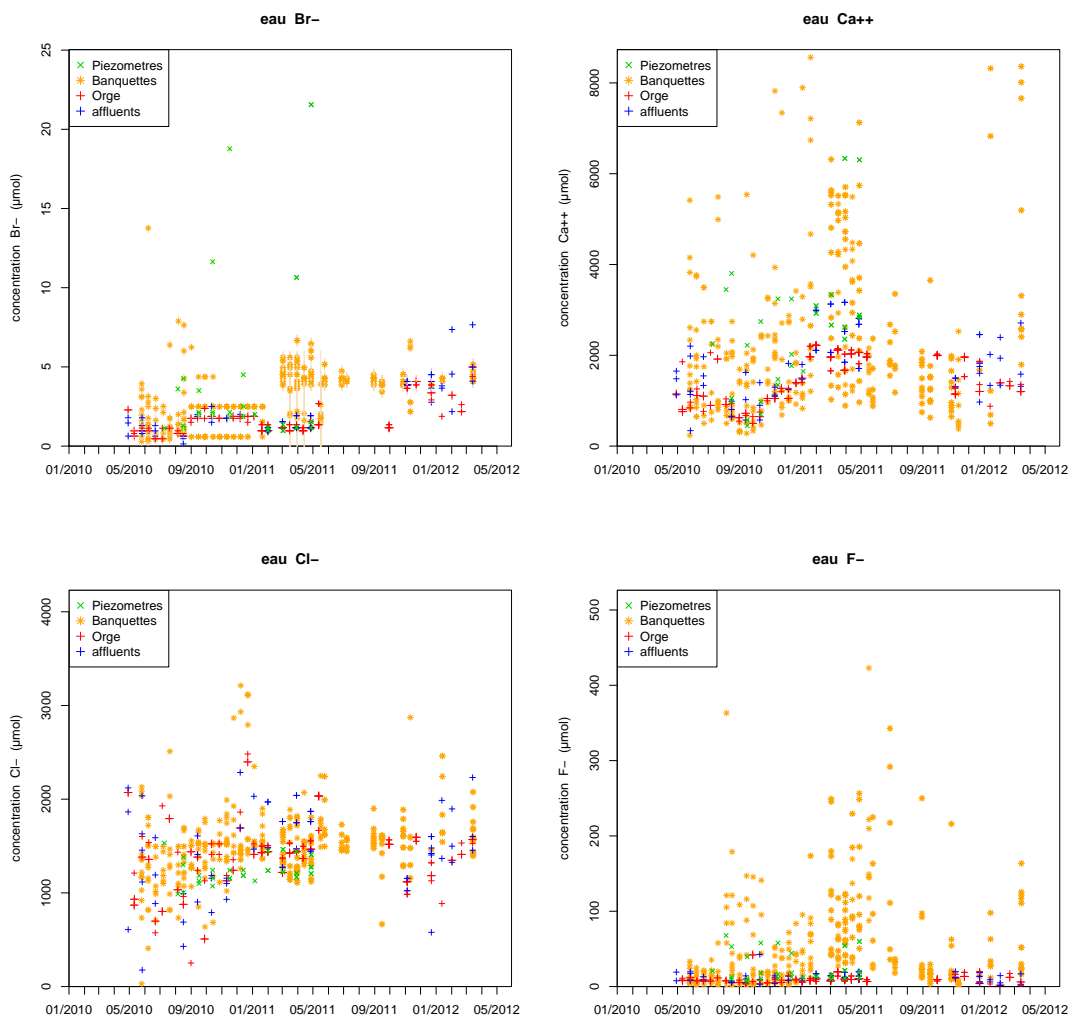 eau Br−
25
20
15
10
5
0
concentration Br− (µmol)
Piezometres
Banquettes
Orge
affluents
01/2010 05/2010 09/2010 01/2011 05/2011 09/2011 01/2012 05/2012
eau Ca++
8000
6000
4000
2000
0
concentration Ca++ (µmol)
Piezometres
Banquettes
Orge
affluents
01/2010 05/2010 09/2010 01/2011 05/2011 09/2011 01/2012 05/2012
eau Cl−
4000
3000
2000
1000
0
concentration Cl− (µmol)
Piezometres
Banquettes
Orge
affluents
01/2010 05/2010 09/2010 01/2011 05/2011 09/2011 01/2012 05/2012
eau F−
500
400
300
200
100
0
concentration F− (µmol)
Piezometres
Banquettes
Orge
affluents
01/2010 05/2010 09/2010 01/2011 05/2011 09/2011 01/2012 05/2012